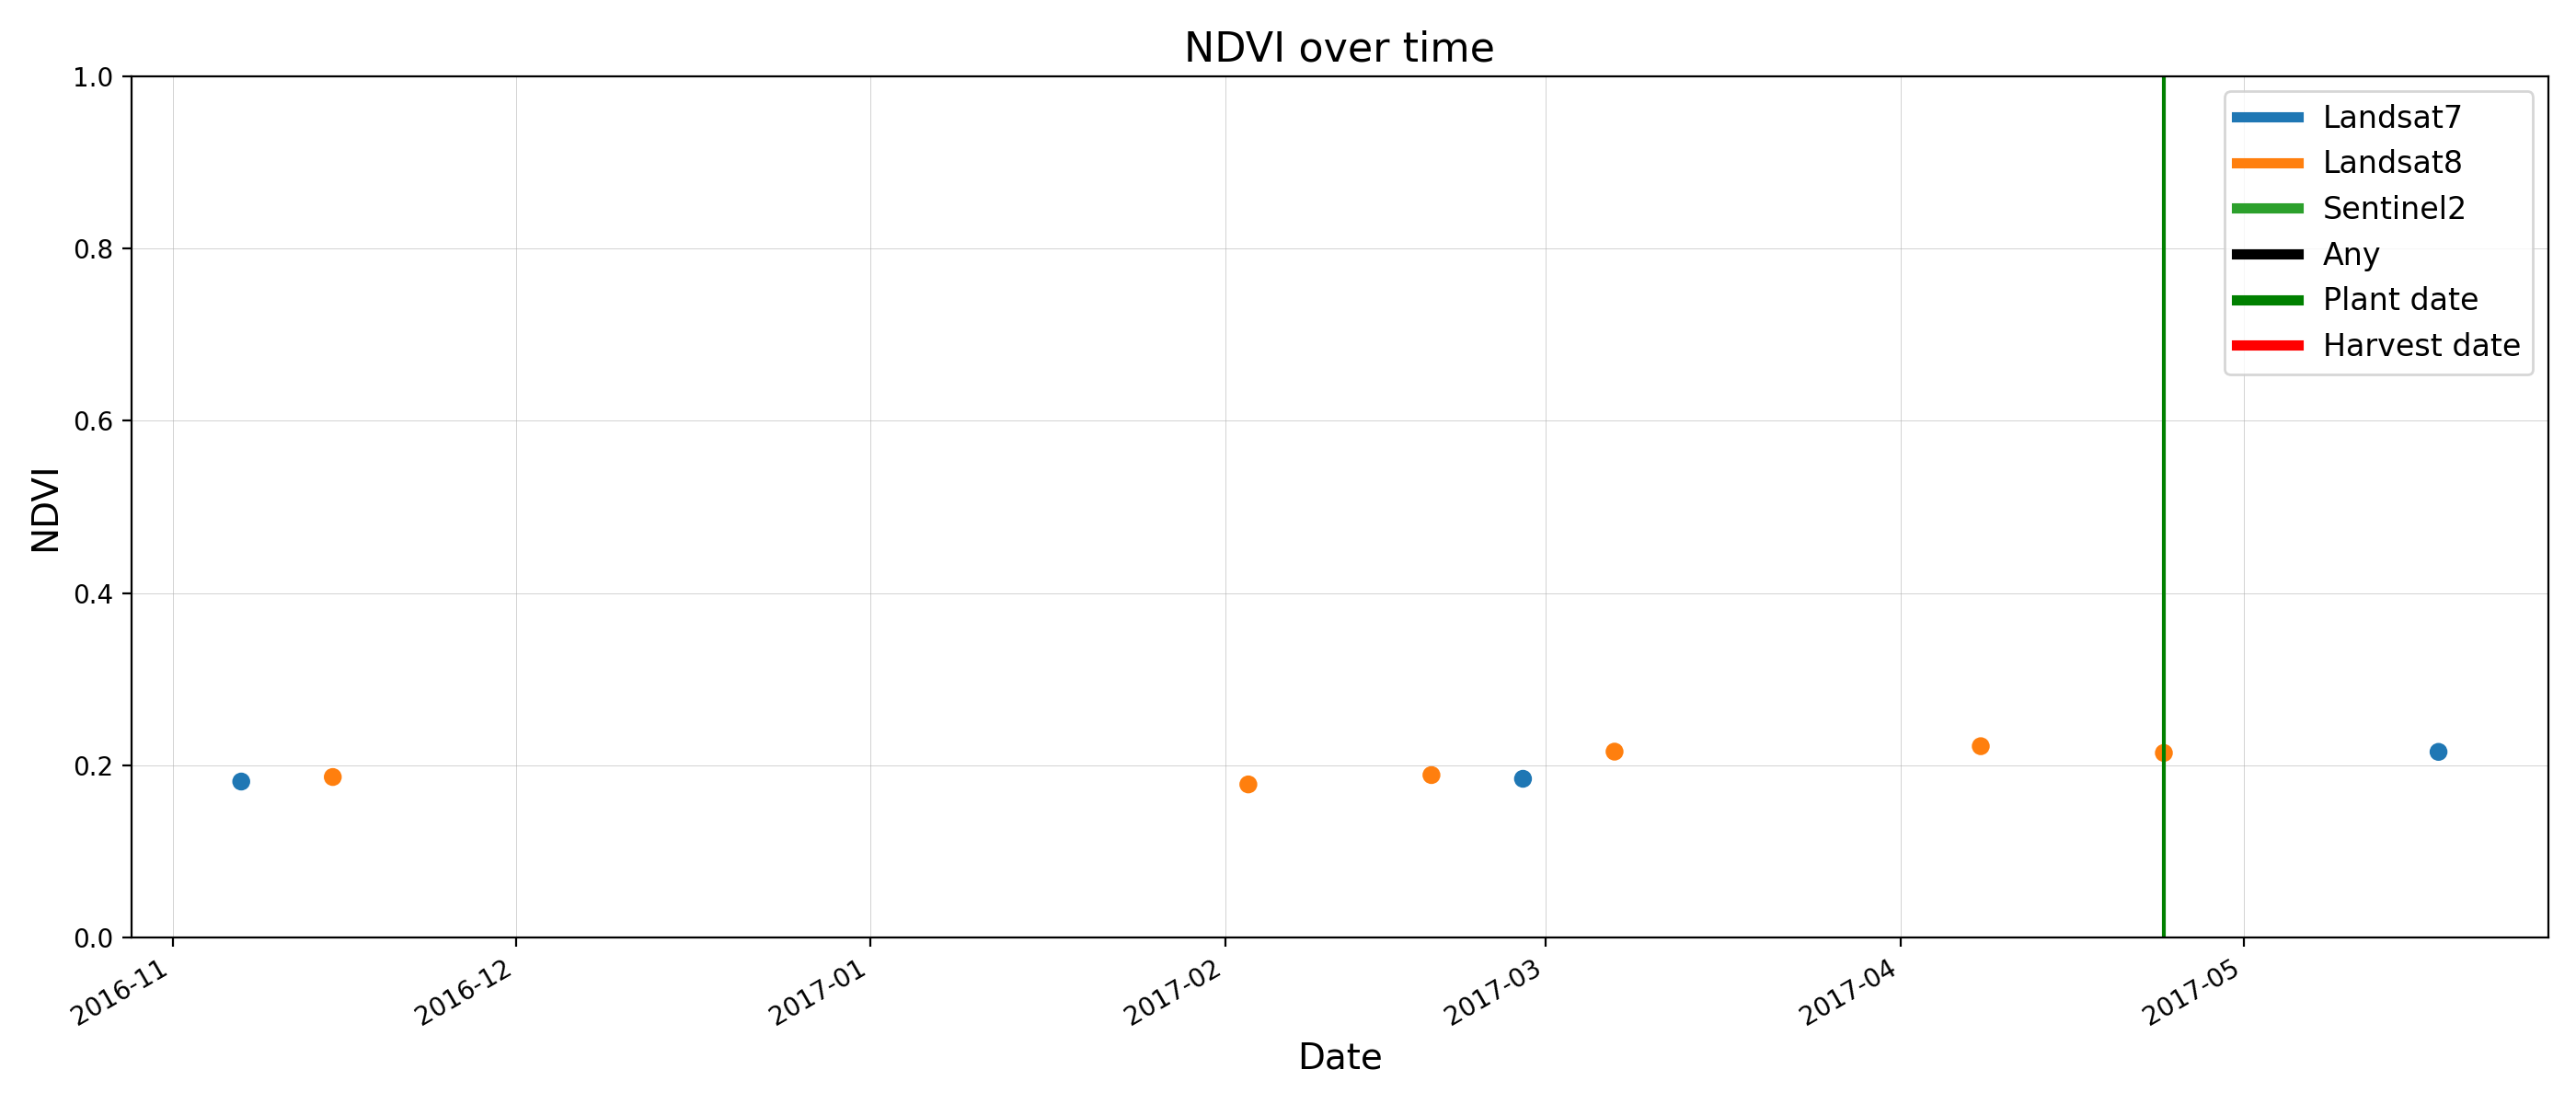 NDVI over time
1.0
0.8
0.6
0.4
0.2
0.0
NDVI
Landsat7
Landsat8
Sentinel2
Any
Plant date
Harvest date
2016-11
2016-12
2017-01
2017-02
2017-03
2017-04
2017-05
Date